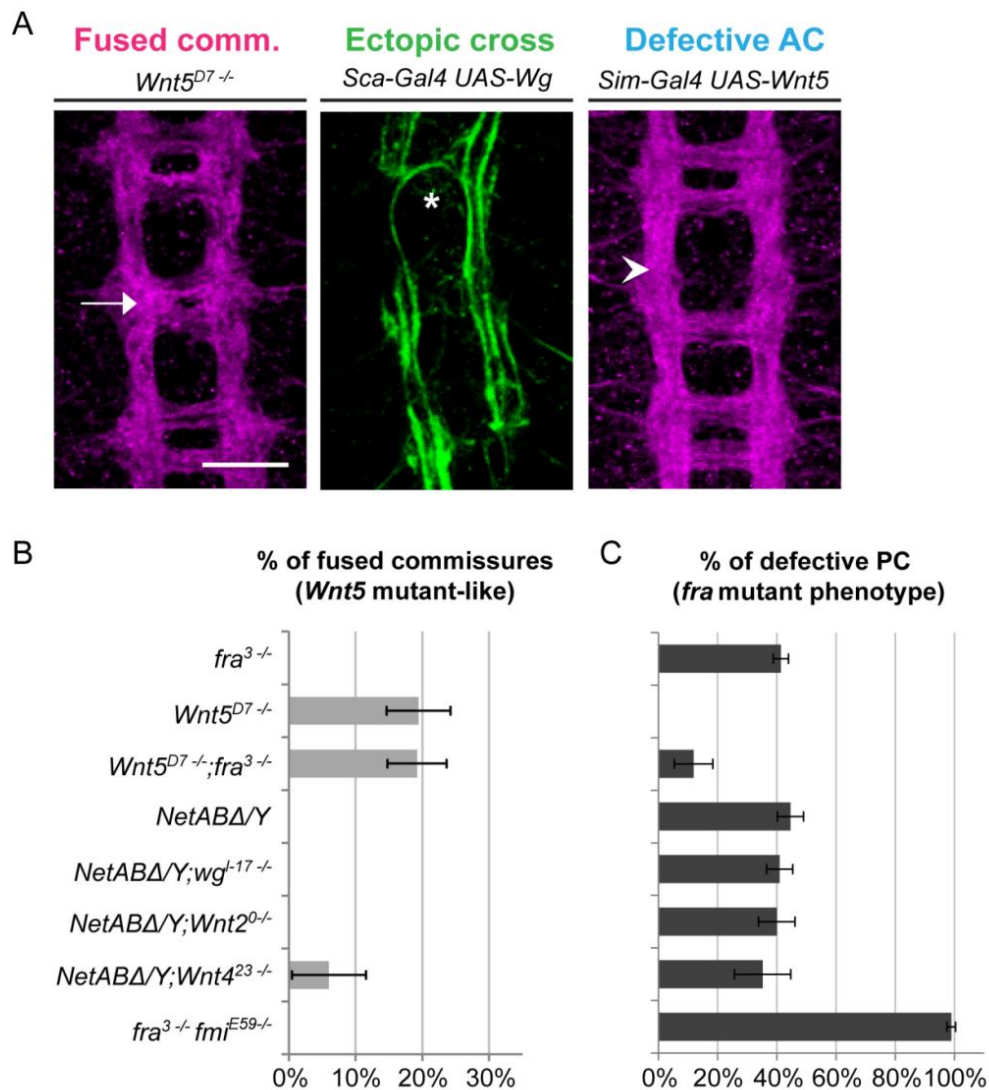 A
Fused comm. Ectopic cross Defective AC
Wnt5D7 -/- Sca-Gal4 UAS-Wg Sim-Gal4 UAS-Wnt5
*
B
% of fused commissures
(Wnt5 mutant-like)
C
% of defective PC
(fra mutant phenotype)
fra3 -/-
Wnt5D7 -/-
Wnt5D7 -/-;fra3 -/-
NetABΔ/Y
NetABΔ/Y;wgl-17 -/-
NetABΔ/Y;Wnt20-/-
NetABΔ/Y;Wnt423 -/-
fra3 -/- fmiE59-/-
0% 10% 20% 30%
0% 20% 40% 60% 80% 100%